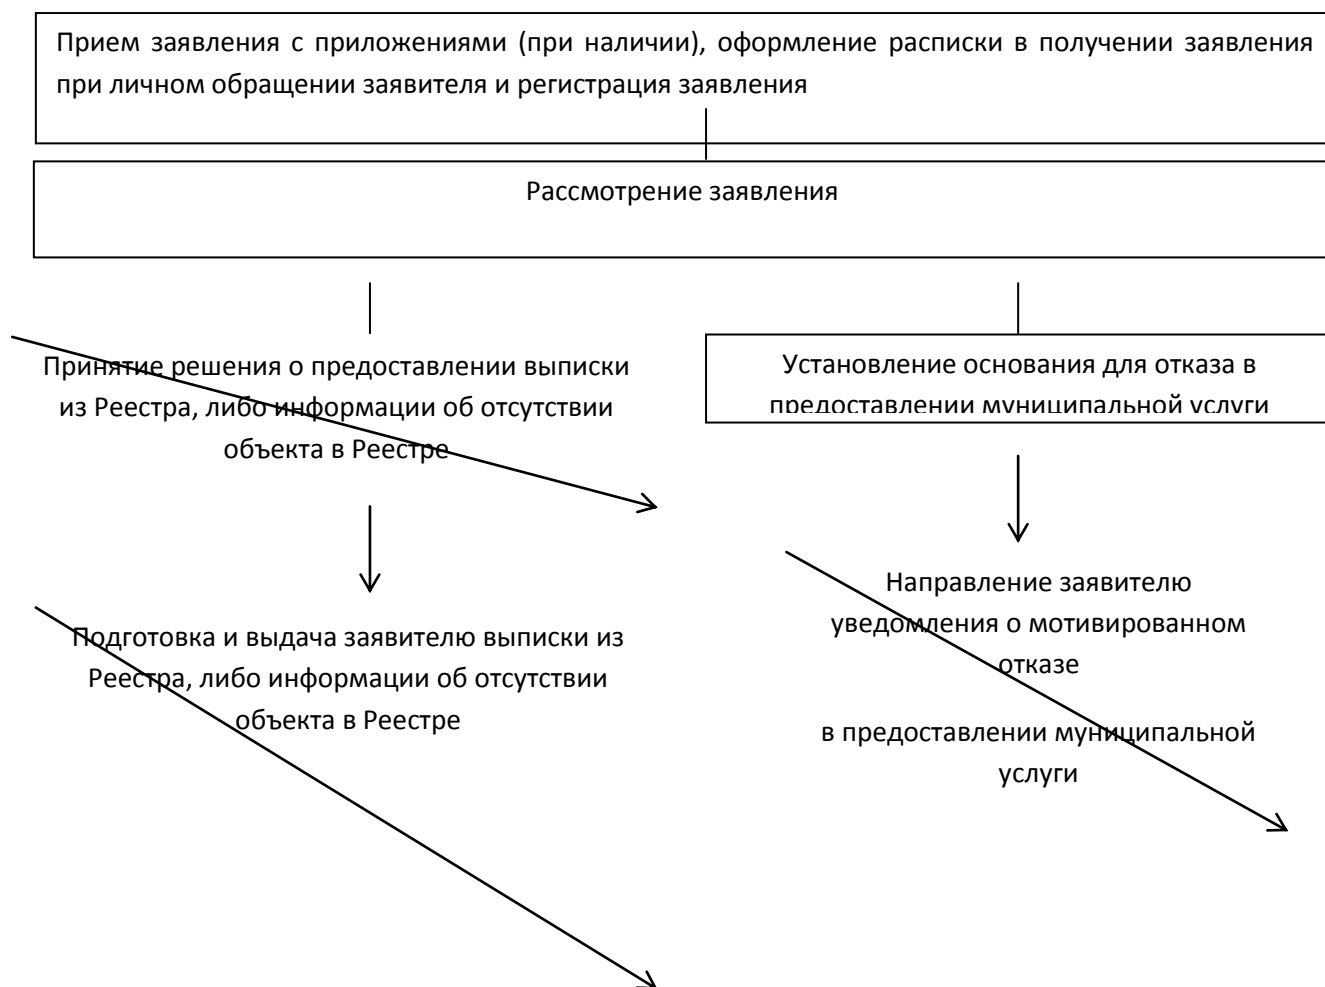 Прием заявления с приложениями (при наличии), оформление расписки в получении заявления
при личном обращении заявителя и регистрация заявления
Рассмотрение заявления
Принятие решения о предоставлении выписки
из Реестра, либо информации об отсутствии
объекта в Реестре
Установление основания для отказа в
предоставлении муниципальной услуги
Подготовка и выдача заявителю выписки из
Реестра, либо информации об отсутствии
объекта в Реестре
Направление заявителю
уведомления о мотивированном
отказе
в предоставлении муниципальной
услуги